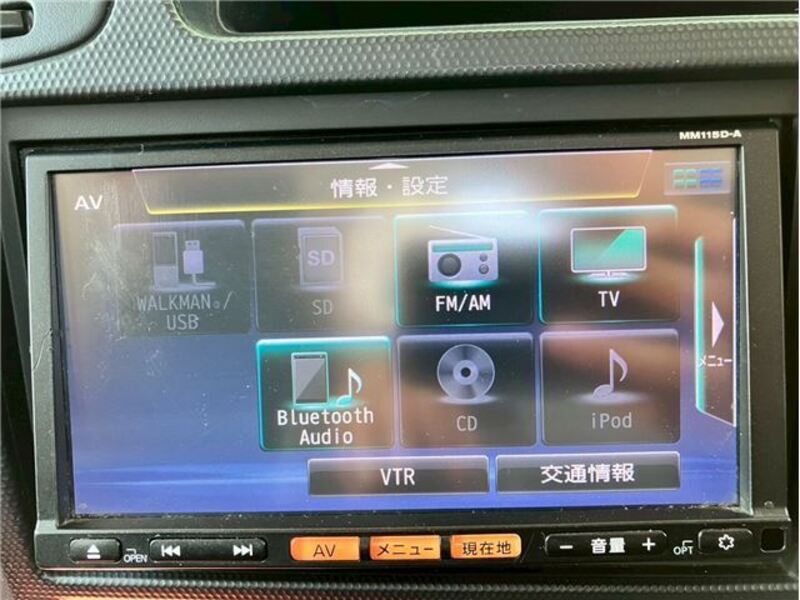 MM115D-A
AV
情報・設定
WALKMAN®/
USB
SD
SD
FM/AM
TV
メニュー
Bluetooth
Audio
CD
iPod
VTR
交通情報
OPEN
AV
メニュー
現在地
− 音量 +
OPT